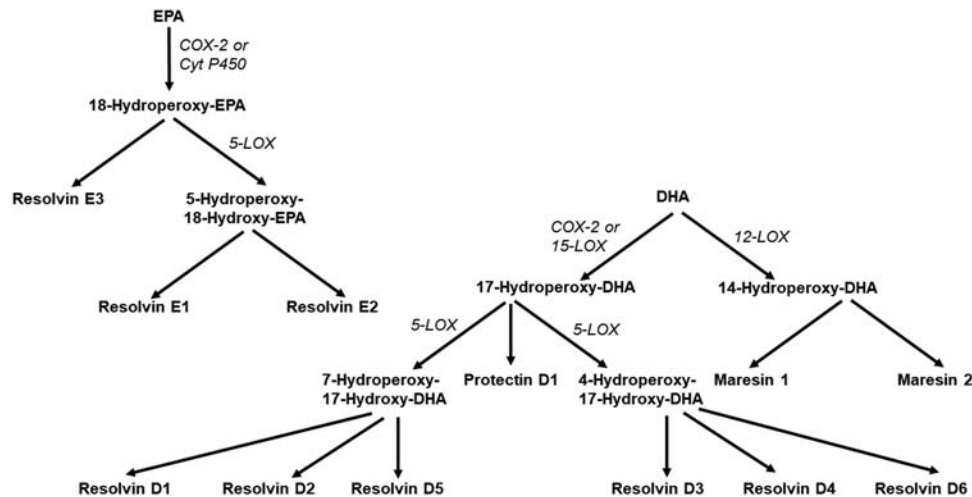 EPA
COX-2 or
Cyt P450
18-Hydroperoxy-EPA
5-LOX
Resolvin E3
5-Hydroperoxy-
18-Hydroxy-EPA
DHA
COX-2 or
15-LOX
12-LOX
Resolvin E1
Resolvin E2
17-Hydroperoxy-DHA
14-Hydroperoxy-DHA
5-LOX
5-LOX
7-Hydroperoxy-
17-Hydroxy-DHA
Protectin D1
4-Hydroperoxy-
17-Hydroxy-DHA
Maresin 1
Maresin 2
Resolvin D1
Resolvin D2
Resolvin D5
Resolvin D3
Resolvin D4
Resolvin D6